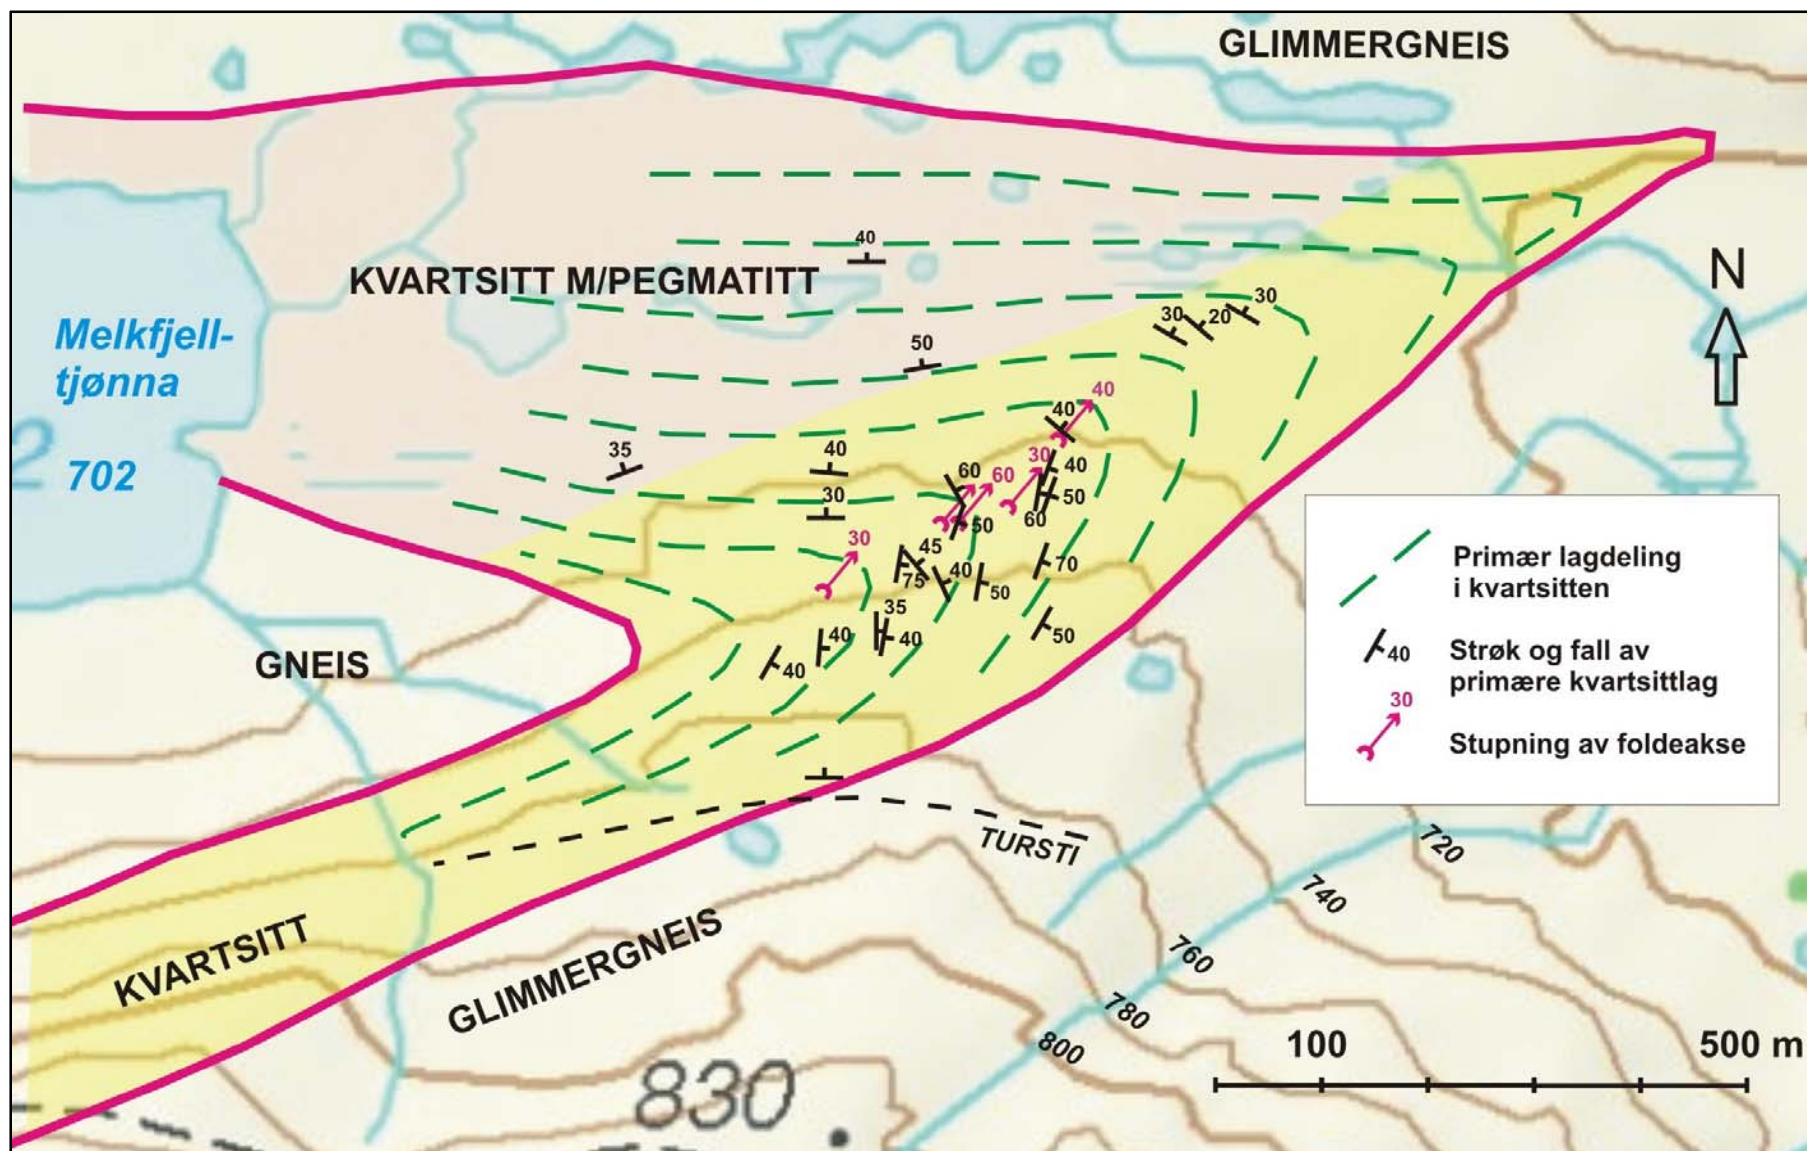 GLIMMERGNEIS
N
40
KVARTSITT M/PEGMATITT
30
30
20
Melkfjell-
tjønna
50
40
40
2
702
35
40
30
60
60
30
40
50
60
50
30
45
75
40
50
70
35
40
40
40
50
GNEIS
Primær lagdeling
i kvartsitten
40
Strøk og fall av
primære kvartsittlag
30
Stupning av foldeakse
TURSTI
720
740
760
780
800
KVARTSITT
GLIMMERGNEIS
830
100
500 m